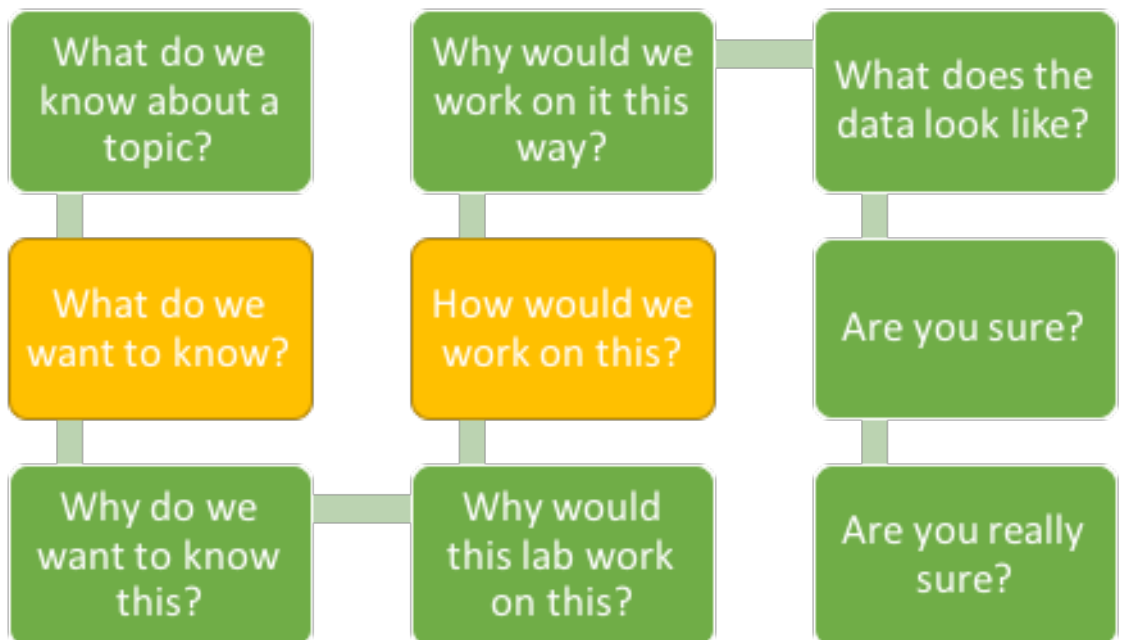 What do we
know about a
topic?
What do we
want to know?
Why do we
want to know
this?
Why would
this lab work
on this?
How would we
work on this?
Why would we
work on it this
way?
What does the
data look like?
Are you sure?
Are you really
sure?